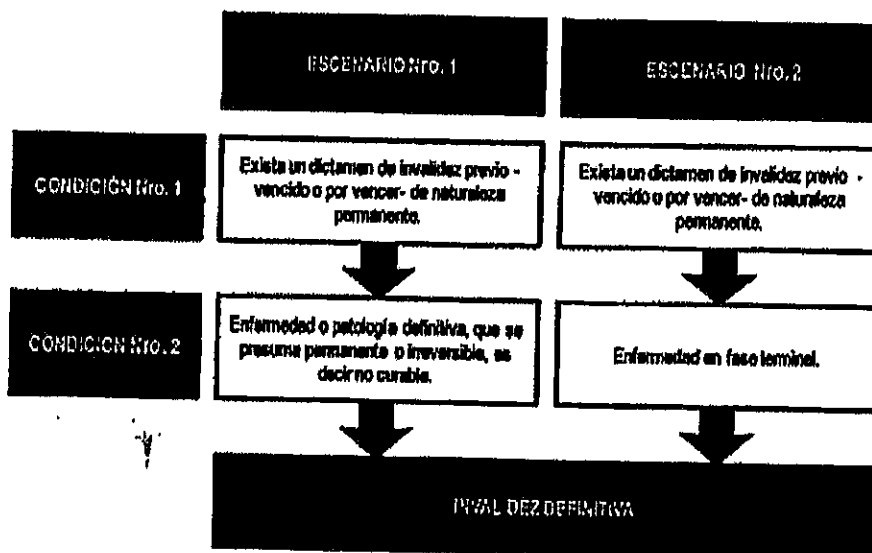 ESCENARIO Nro. 1
ESCENARIO Nro. 2
CONDICIÓN Nro. 1
Exista un dictamen de invalidez previo -
vencido o por vencer- de naturaleza
permanente.
Exista un dictamen de invalidez previo -
vencido o por vencer- de naturaleza
permanente.
CONDICION Nro. 2
Enfermedad o patología definitiva, que se
presuma permanente o irreversible, es
decir no curable.
Enfermedad en fase terminal.
INVALIDEZ DEFINITIVA